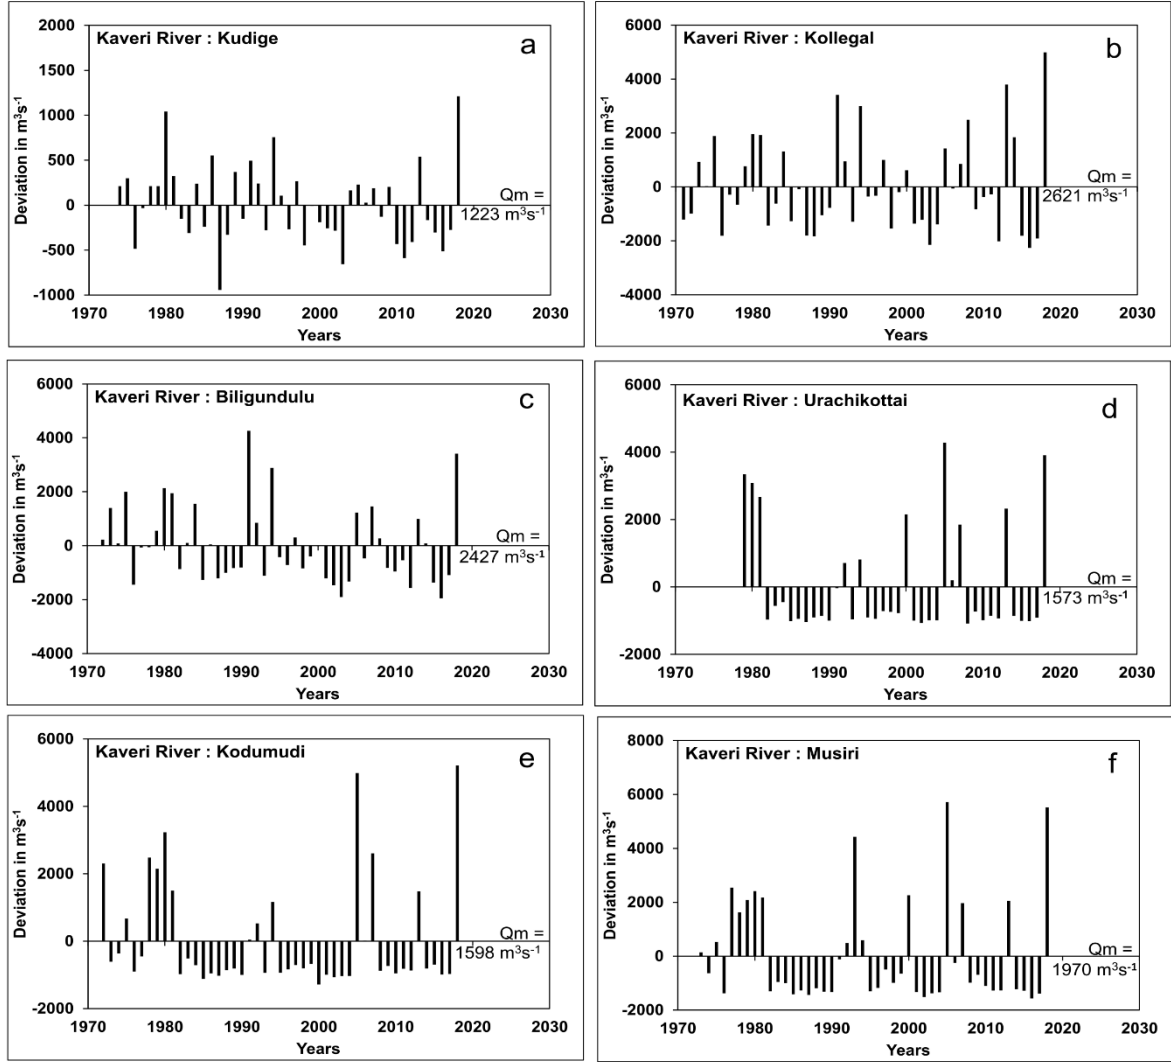 Kaveri River : Kudige
a
2000
1500
1000
500
0
-500
-1000
Deviation in m³s⁻¹
Qm =
1223 m³s⁻¹
1970 1980 1990 2000 2010 2020 2030
Years
Kaveri River : Kollegal
b
6000
4000
2000
0
-2000
-4000
Deviation in m³s⁻¹
Qm =
2621 m³s⁻¹
1970 1980 1990 2000 2010 2020 2030
Years
Kaveri River : Biligundulu
c
6000
4000
2000
0
-2000
-4000
Deviation in m³s⁻¹
Qm =
2427 m³s⁻¹
1970 1980 1990 2000 2010 2020 2030
Years
Kaveri River : Urachikottai
d
6000
4000
2000
0
-2000
Deviation in m³s⁻¹
Qm =
1573 m³s⁻¹
1970 1980 1990 2000 2010 2020 2030
Years
Kaveri River : Kodumudi
e
6000
4000
2000
0
-2000
Deviation in m³s⁻¹
Qm =
1598 m³s⁻¹
1970 1980 1990 2000 2010 2020 2030
Years
Kaveri River : Musiri
f
8000
6000
4000
2000
0
-2000
Deviation in m³s⁻¹
Qm =
1970 m³s⁻¹
1970 1980 1990 2000 2010 2020 2030
Years